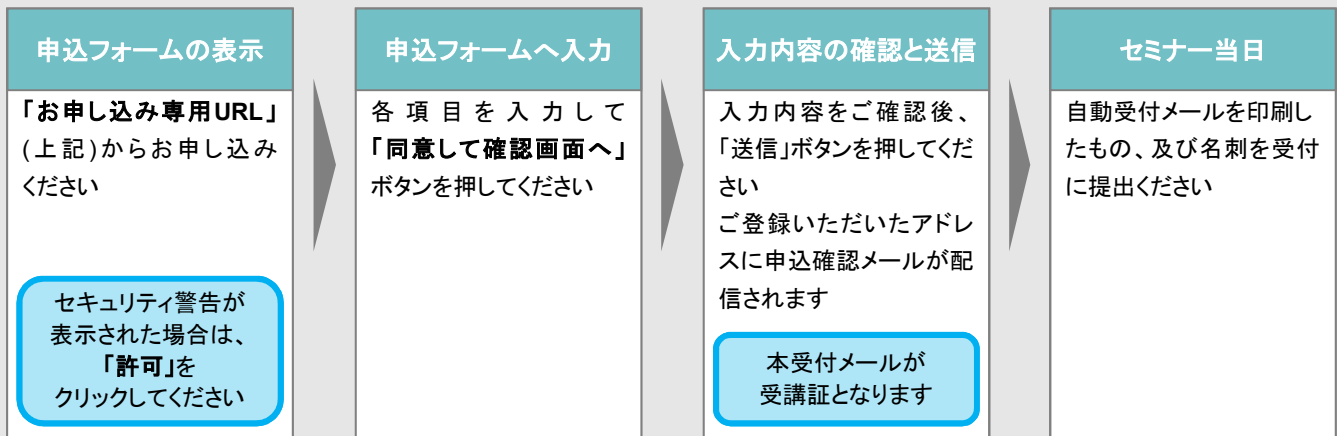 申込フォームの表示
「お申し込み専用URL」
(上記)からお申し込み
ください
セキュリティ警告が
表示された場合は、
「許可」を
クリックしてください
申込フォームへ入力
各項目を入力して
「同意して確認画面へ」
ボタンを押してください
入力内容の確認と送信
入力内容をご確認後、
「送信」ボタンを押してくだ
さい
ご登録いただいたアドレ
スに申込確認メールが配
信されます
本受付メールが
受講証となります
セミナー当日
自動受付メールを印刷し
たもの、及び名刺を受付
に提出ください